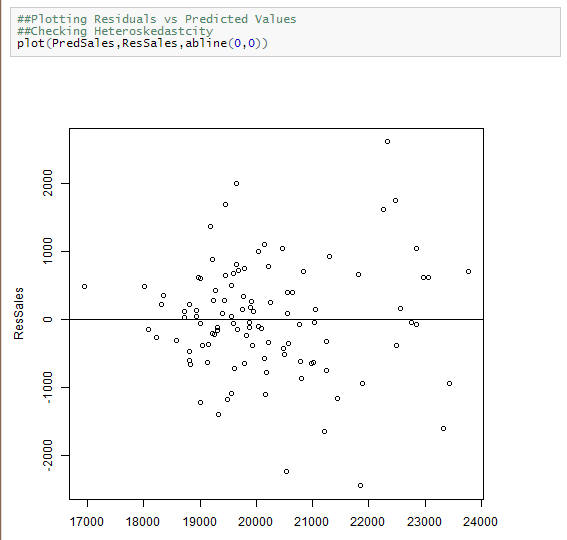 ##Plotting Residuals vs Predicted Values
##Checking Heteroskedastcity
plot(PredSales,ResSales,abline(0,0))
2000
1000
0
-1000
-2000
ResSales
17000 18000 19000 20000 21000 22000 23000 24000